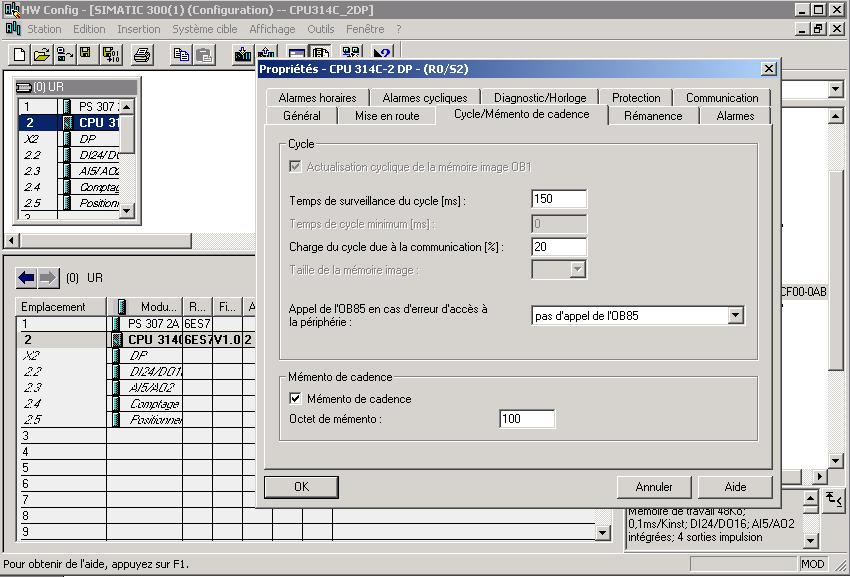 HW Config - [SIMATIC 300(1) (Configuration) -- CPU314C_2DP]
Station Edition Insertion Système cible Affichage Outils Fenêtre ?
(0) UR
1 PS 307
2 CPU 31
X2 DP
2.2 DI24/DO
2.3 AI5/AO2
2.4 Comptag
2.5 Position
Propriétés - CPU 314C-2 DP - (R0/S2)
Alarmes horaires Alarmes cycliques Diagnostic/Horloge Protection Communication
Général Mise en route Cycle/Mémento de cadence Rémanence Alarmes
Cycle
Actualisation cyclique de la mémoire image OB1
Temps de surveillance du cycle [ms] : 150
Temps de cycle minimum [ms] : 0
Charge du cycle due à la communication [%] : 20
Taille de la mémoire image :
Appel de l'OB85 en cas d'erreur d'accès à
la périphérie : pas d'appel de l'OB85
Mémento de cadence
Mémento de cadence
Octet de mémento : 100
OK Annuler Aide
(0) UR
Emplacement Modu... R... Fi... A
1 PS 307 2A 6ES7
2 CPU 314C 6ES7 V1.0 2
X2 DP
2.2 DI24/DO1
2.3 AI5/AO2
2.4 Comptage
2.5 Positionne
3
4
5
6
7
8
9
CF00-0AB
Mémoire de travail 48Ko;
0,1ms/Kinst; DI24/DO16; AI5/AO2
intégrées; 4 sorties impulsion
Pour obtenir de l'aide, appuyez sur F1.
MOD